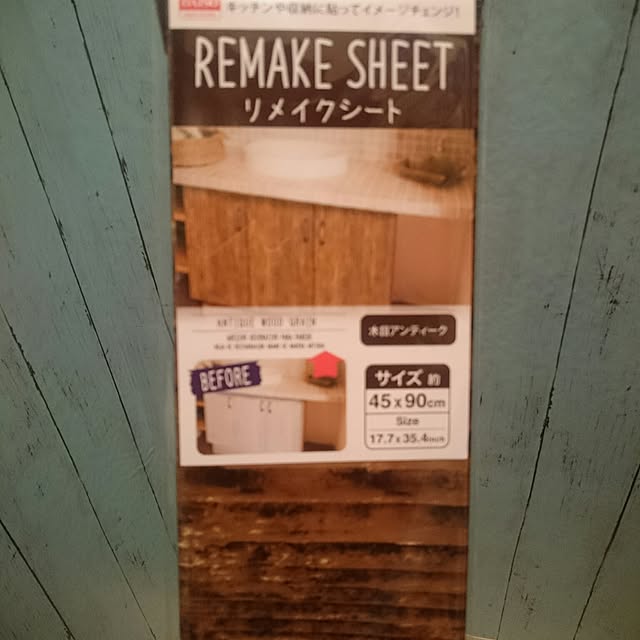 キッチンや収納に貼ってイメージチェンジ!
REMAKE SHEET
リメイクシート
ANTIQUE WOOD GRAIN
木目アンティーク
BEFORE
サイズ 約
45x90cm
Size
17.7x35.4inch